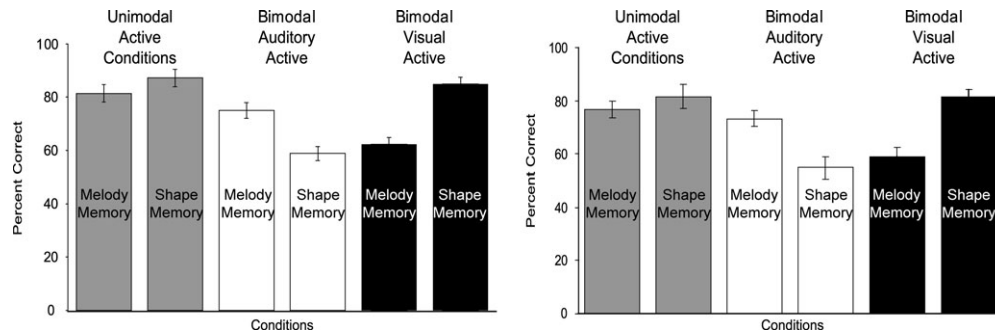 Unimodal
Active
Conditions
Bimodal
Auditory
Active
Bimodal
Visual
Active
Percent Correct
100
80
60
40
60
0
Melody
Memory
Shape
Memory
Melody
Memory
Shape
Memory
Melody
Memory
Shape
Memory
Conditions
Unimodal
Active
Conditions
Bimodal
Auditory
Active
Bimodal
Visual
Active
Percent Correct
100
80
60
40
20
0
Melody
Memory
Shape
Memory
Melody
Memory
Shape
Memory
Melody
Memory
Shape
Memory
Conditions